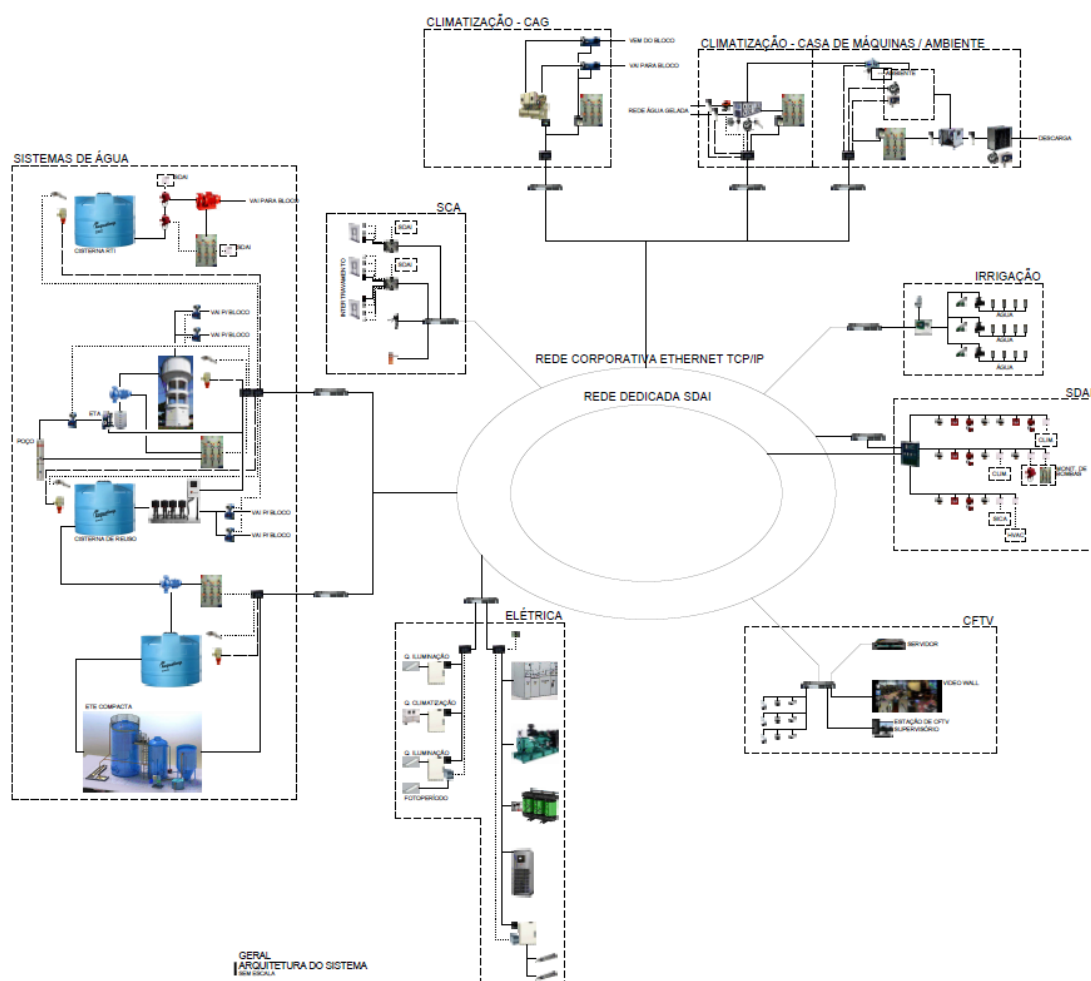 CLIMATIZAÇÃO - CAG
VEM DO BLOCO
VAI PARA BLOCO
CLIMATIZAÇÃO - CASA DE MÁQUINAS / AMBIENTE
AMBIENTE
REDE ÁGUA GELADA
DESCARGA
SISTEMAS DE ÁGUA
SDAI
VAI PARA BLOCO
SDAI
CISTERNA RTI
VAI P/ BLOCO
VAI P/ BLOCO
ETA
POÇO
CISTERNA DE REUSO
VAI P/ BLOCO
VAI P/ BLOCO
ETE COMPACTA
SCA
SDAI
SDAI
INTERTRAVAMENTO
IRRIGAÇÃO
ÁGUA
ÁGUA
ÁGUA
REDE CORPORATIVA ETHERNET TCP/IP
REDE DEDICADA SDAI
SDAI
CLIM.
CLIM.
MONIT. DE
BOMBAS
SICA
HVAC
ELÉTRICA
Q. ILUMINAÇÃO
Q. CLIMATIZAÇÃO
Q. ILUMINAÇÃO
FOTOPERÍODO
CFTV
SERVIDOR
VIDEO WALL
ESTAÇÃO DE CFTV
SUPERVISÓRIO
GERAL
ARQUITETURA DO SISTEMA
SEM ESCALA